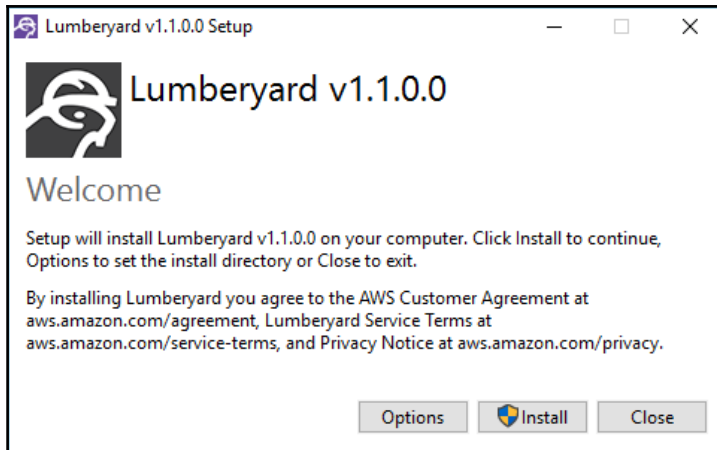 Lumberyard v1.1.0.0 Setup
Lumberyard v1.1.0.0
Welcome
Setup will install Lumberyard v1.1.0.0 on your computer. Click Install to continue,
Options to set the install directory or Close to exit.
By installing Lumberyard you agree to the AWS Customer Agreement at
aws.amazon.com/agreement, Lumberyard Service Terms at
aws.amazon.com/service-terms, and Privacy Notice at aws.amazon.com/privacy.
Options Install Close